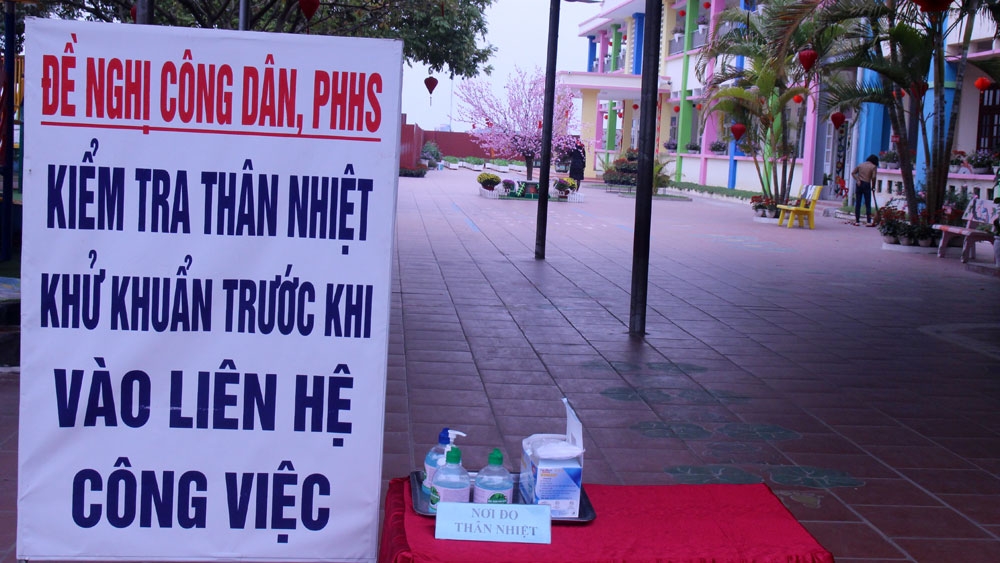 ĐỀ NGHỊ CÔNG DÂN, PHHS
KIỂM TRA THÂN NHIỆT
KHỬ KHUẨN TRƯỚC KHI
VÀO LIÊN HỆ
CÔNG VIỆC
NƠI ĐO
THÂN NHIỆT